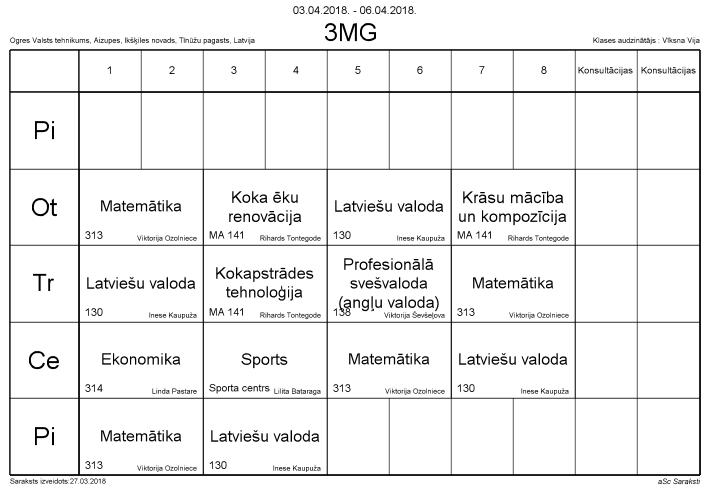 03.04.2018. - 06.04.2018.
Ogres Valsts tehnikums, Aizupes, Ikšķiles novads, Tīnūžu pagasts, Latvija
3MG
Klases audzinātājs : Vīksna Vija
1 2 3 4 5 6 7 8 Konsultācijas Konsultācijas
Pi
Ot
Matemātika
313 Viktorija Ozolniece
Koka ēku
renovācija
MA 141 Rihards Tontegode
Latviešu valoda
130 Inese Kaupuža
Krāsu mācība
un kompozīcija
MA 141 Rihards Tontegode
Tr
Latviešu valoda
130 Inese Kaupuža
Kokapstrādes
tehnoloģija
MA 141 Rihards Tontegode
Profesionālā
svešvaloda
(angļu valoda)
138 Viktorija Ševšeļova
Matemātika
313 Viktorija Ozolniece
Ce
Ekonomika
314 Linda Pastare
Sports
Sporta centrs Lilita Bataraga
Matemātika
313 Viktorija Ozolniece
Latviešu valoda
130 Inese Kaupuža
Pi
Matemātika
313 Viktorija Ozolniece
Latviešu valoda
130 Inese Kaupuža
Saraksts izveidots:27.03.2018
aSc Saraksti